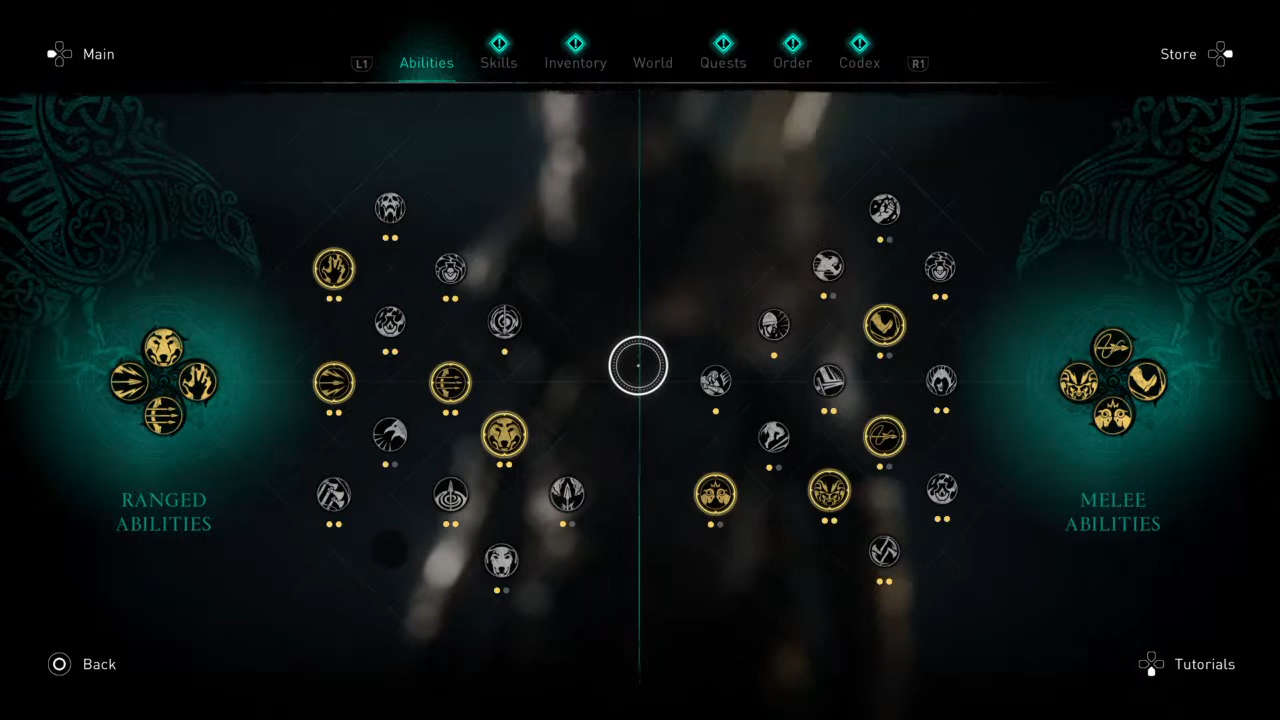 Main
L1
Abilities
Skills
Inventory
World
Quests
Order
Codex
R1
Store
RANGED
ABILITIES
MELEE
ABILITIES
Back
Tutorials